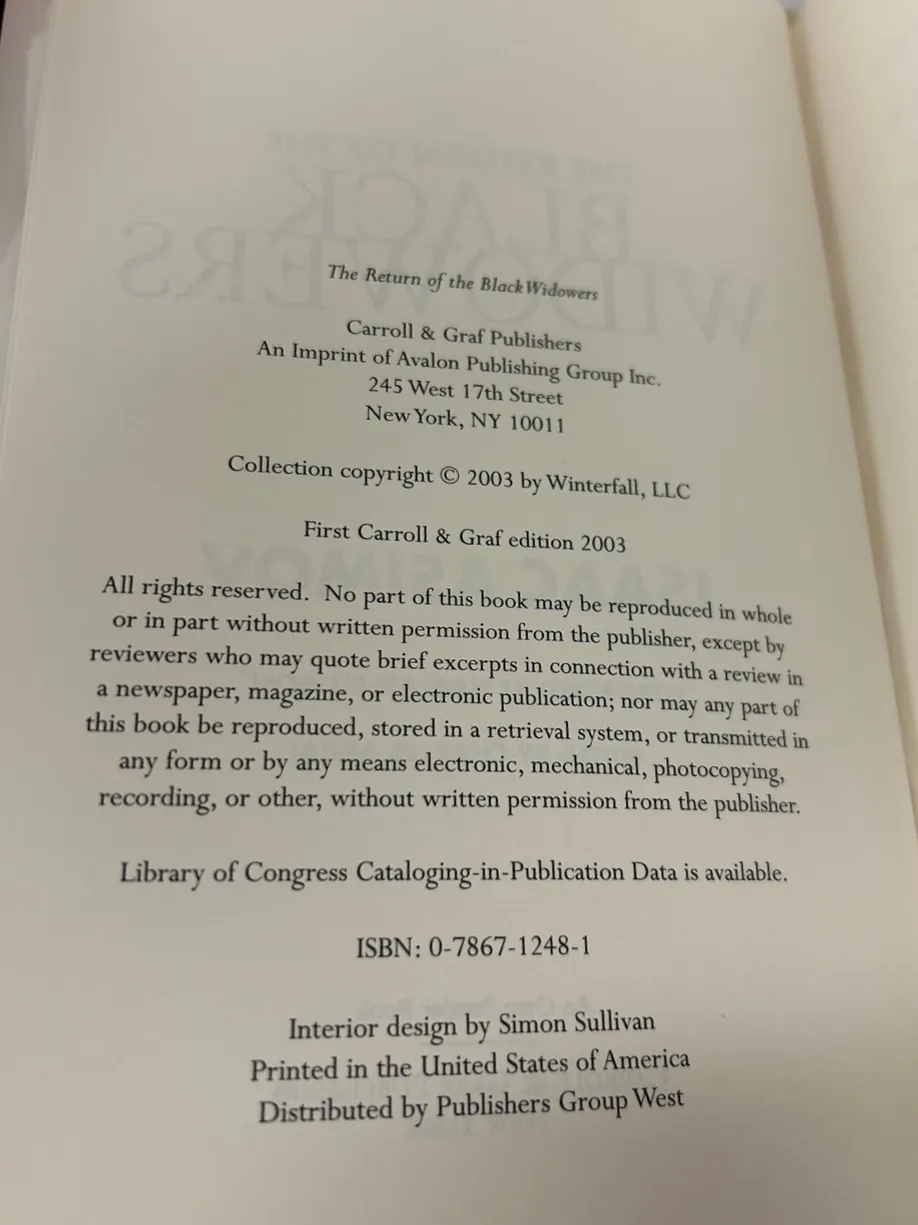 The Return of the Black Widowers
Carroll & Graf Publishers
An Imprint of Avalon Publishing Group Inc.
245 West 17th Street
New York, NY 10011
Collection copyright © 2003 by Winterfall, LLC
First Carroll & Graf edition 2003
All rights reserved. No part of this book may be reproduced in whole
or in part without written permission from the publisher, except by
reviewers who may quote brief excerpts in connection with a review in
a newspaper, magazine, or electronic publication; nor may any part of
this book be reproduced, stored in a retrieval system, or transmitted in
any form or by any means electronic, mechanical, photocopying,
recording, or other, without written permission from the publisher.
Library of Congress Cataloging-in-Publication Data is available.
ISBN: 0-7867-1248-1
Interior design by Simon Sullivan
Printed in the United States of America
Distributed by Publishers Group West